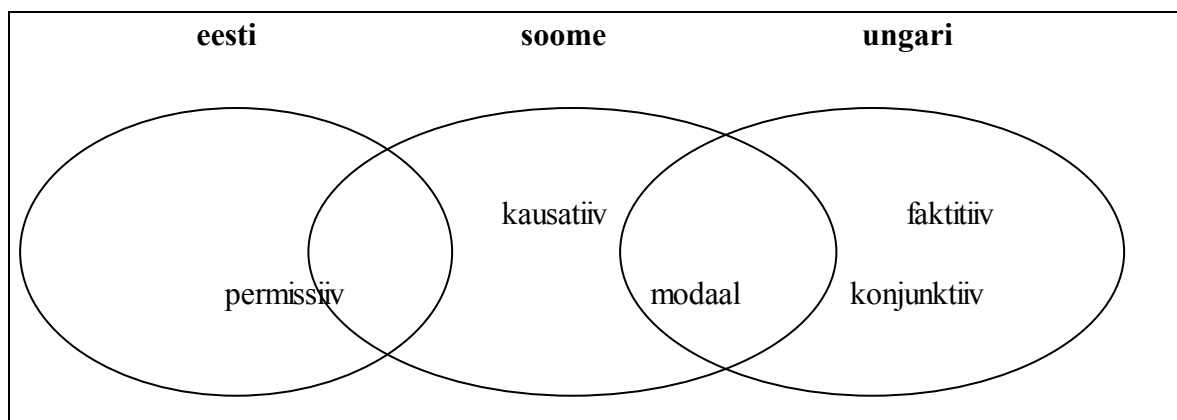 eesti soome ungari
kausatiiv faktitiiv
permissiiv modaal konjunktiiv